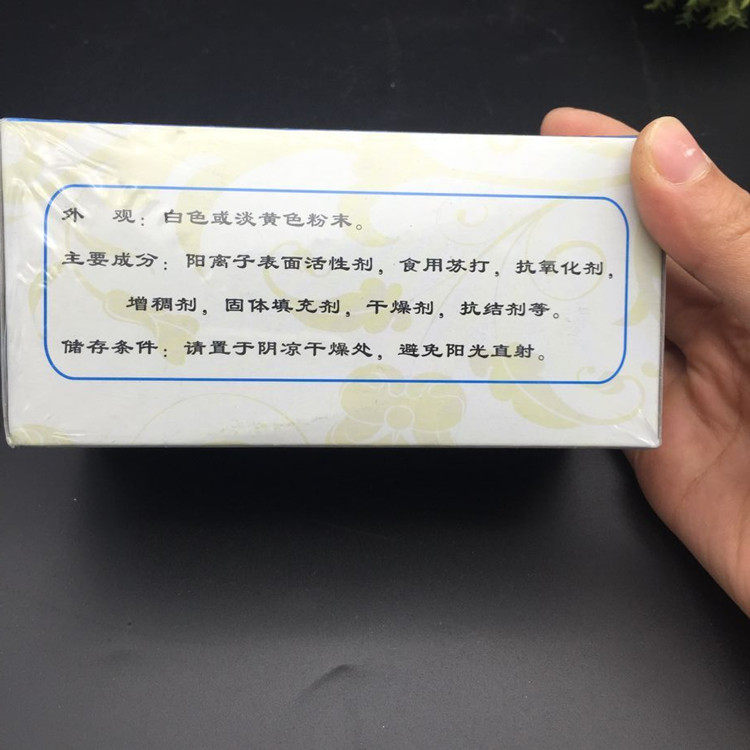 外 观：白色或淡黄色粉末。
主要成分：阳离子表面活性剂，食用苏打，抗氧化剂，
增稠剂，固体填充剂，干燥剂，抗结剂等。
储存条件：请置于阴凉干燥处，避免阳光直射。